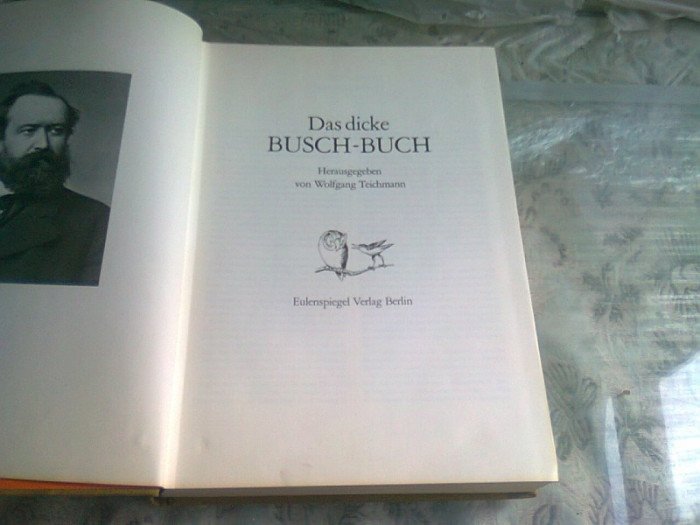 Das dicke
BUSCH-BUCH
Herausgegeben
von Wolfgang Teichmann
Eulenspiegel Verlag Berlin